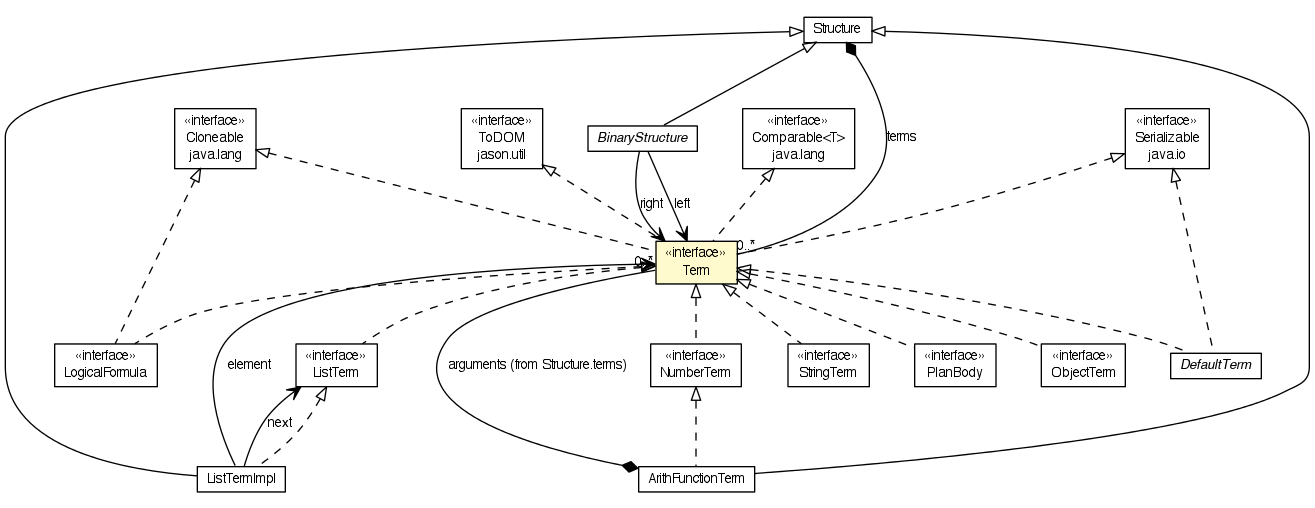 Structure
«interface»
Cloneable
java.lang
«interface»
ToDOM
jason.util
BinaryStructure
«interface»
Comparable<T>
java.lang
terms
«interface»
Serializable
java.io
right
left
0..*
0..*
«interface»
Term
«interface»
LogicalFormula
element
«interface»
ListTerm
arguments (from Structure.terms)
«interface»
NumberTerm
«interface»
StringTerm
«interface»
PlanBody
«interface»
ObjectTerm
DefaultTerm
next
ListTermImpl
ArithFunctionTerm